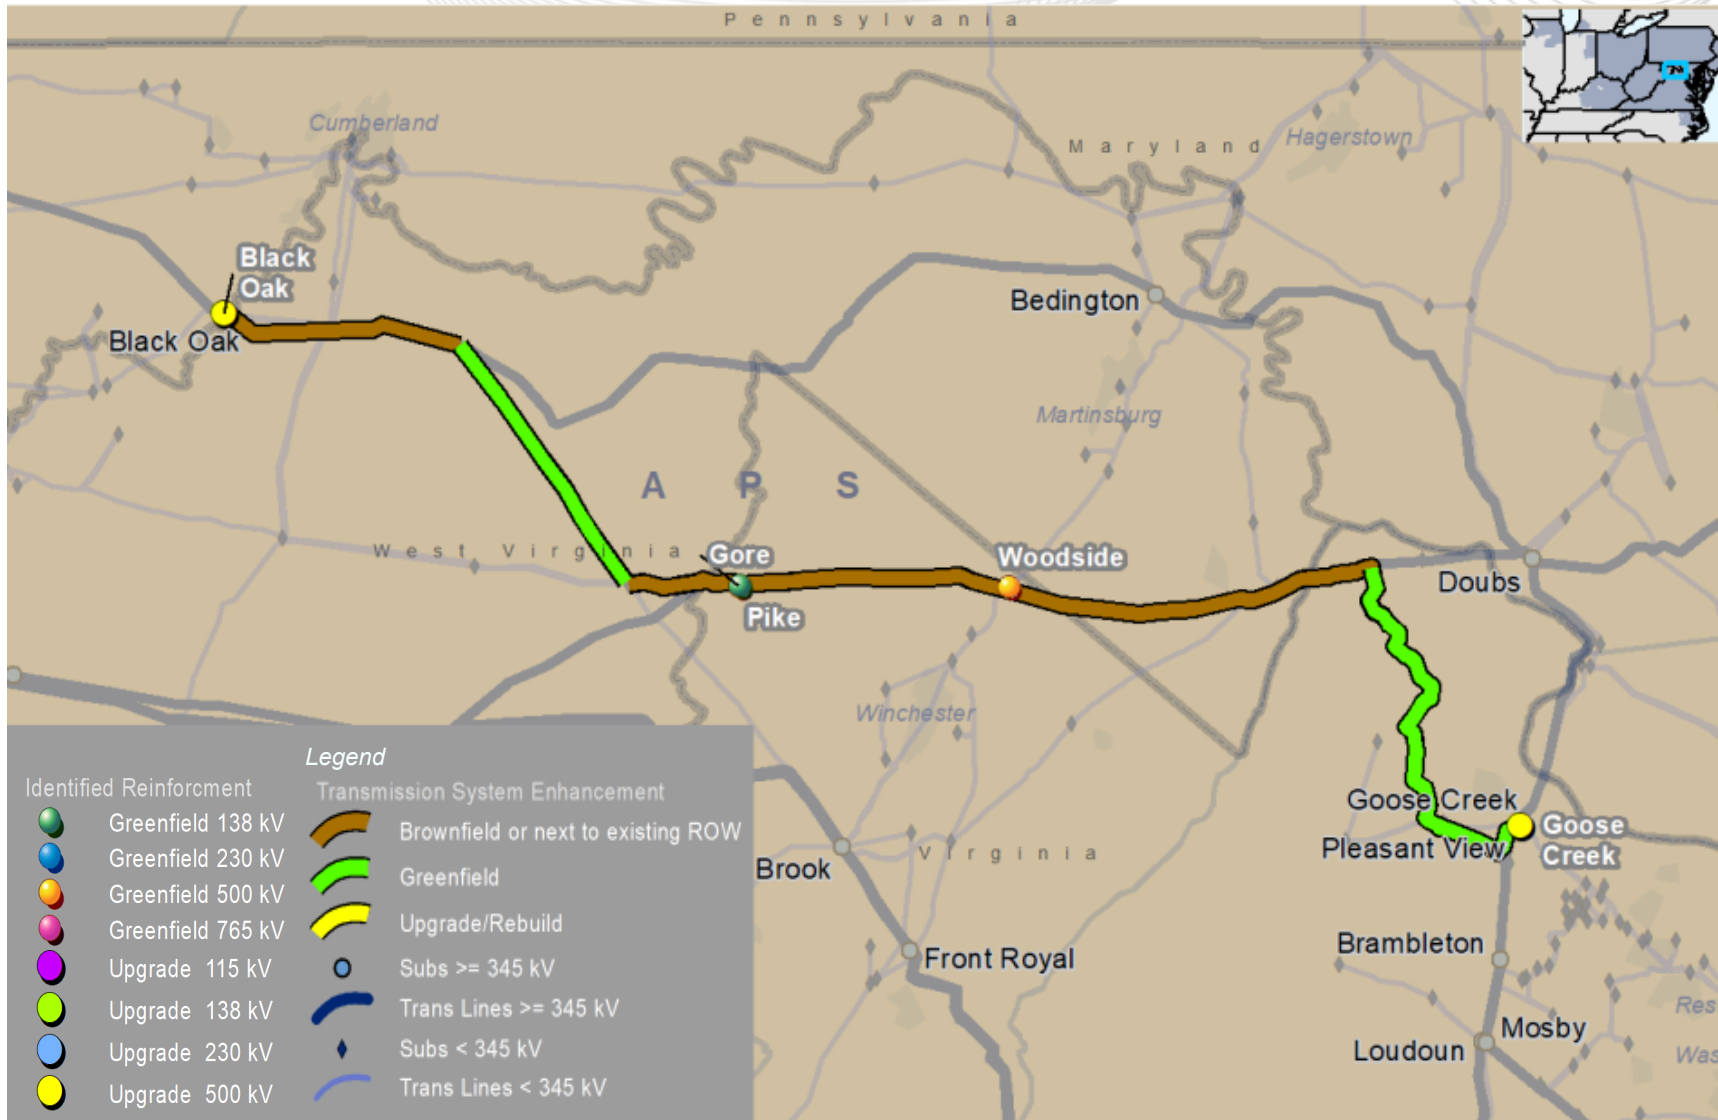 Pennsylvania
Cumberland
Maryland
Hagerstown
Black
Oak
Black Oak
Bedington
Martinsburg
A P S
West Virginia
Gore
Pike
Woodside
Doubs
Winchester
Goose Creek
Pleasant View
Goose
Creek
Brook
Virginia
Front Royal
Brambleton
Mosby
Loudoun
Res
Was
Legend
Identified Reinforcment
Greenfield 138 kV
Greenfield 230 kV
Greenfield 500 kV
Greenfield 765 kV
Upgrade 115 kV
Upgrade 138 kV
Upgrade 230 kV
Upgrade 500 kV
Transmission System Enhancement
Brownfield or next to existing ROW
Greenfield
Upgrade/Rebuild
Subs >= 345 kV
Trans Lines >= 345 kV
Subs < 345 kV
Trans Lines < 345 kV